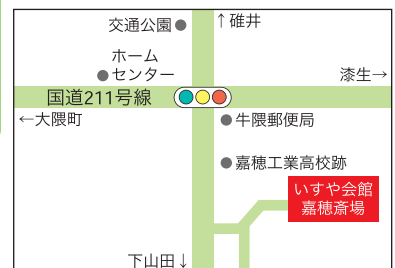 交通公園
↑碓井
ホーム
センター
漆生→
国道211号線
←大隈町
牛隈郵便局
嘉穂工業高校跡
いすや会館
嘉穂斎場
下山田↓